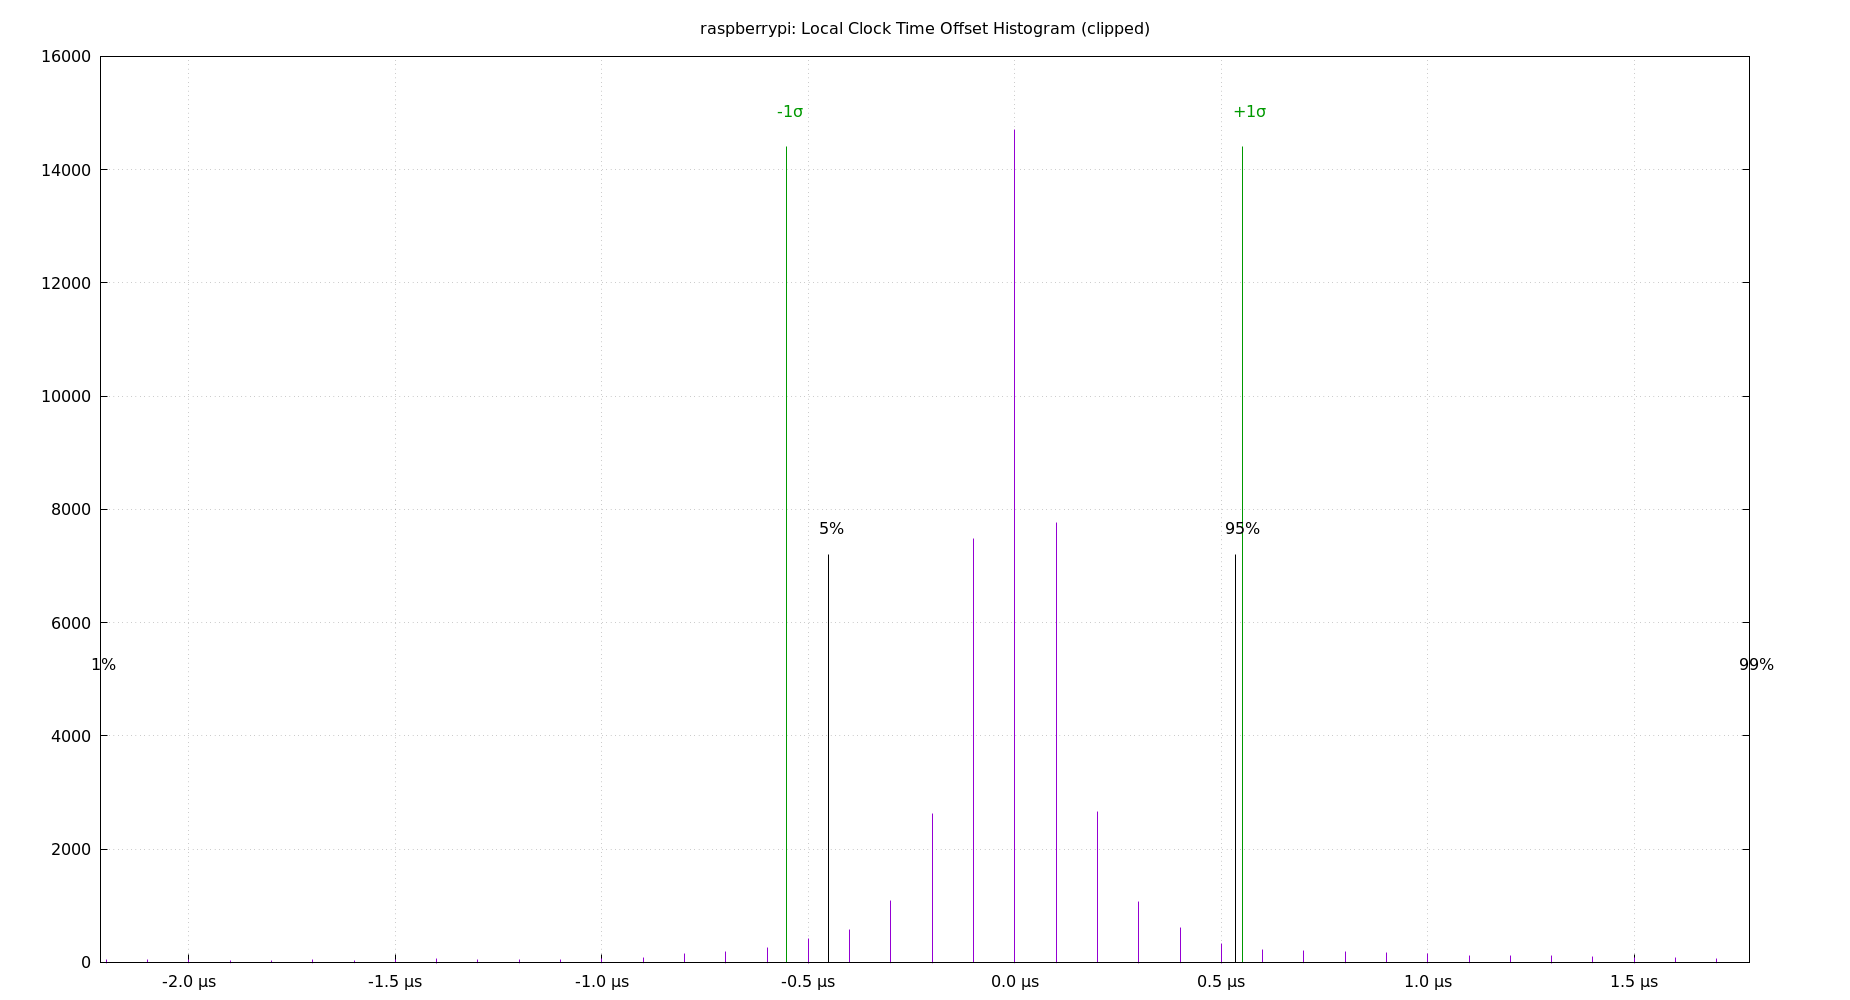 raspberrypi: Local Clock Time Offset Histogram (clipped)
16000
-1σ
+1σ
14000
12000
10000
8000
5%
95%
6000
1%
99%
4000
2000
0
-2.0 µs
-1.5 µs
-1.0 µs
-0.5 µs
0.0 µs
0.5 µs
1.0 µs
1.5 µs